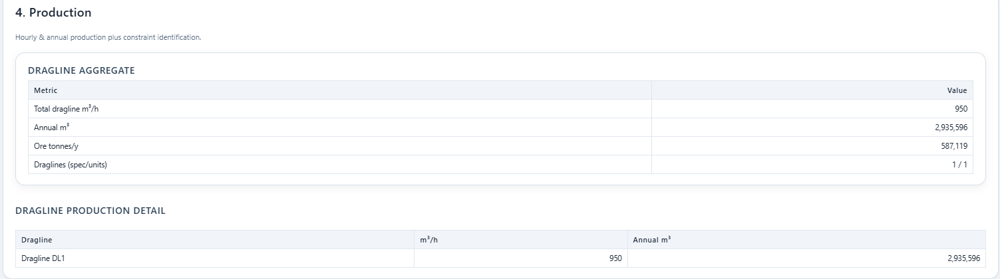 4. Production
Hourly & annual production plus constraint identification.
DRAGLINE AGGREGATE
Metric Value
Total dragline m³/h 950
Annual m³ 2,935,596
Ore tonnes/y 587,119
Draglines (spec/units) 1 / 1
DRAGLINE PRODUCTION DETAIL
Dragline m³/h Annual m³
Dragline DL1 950 2,935,596